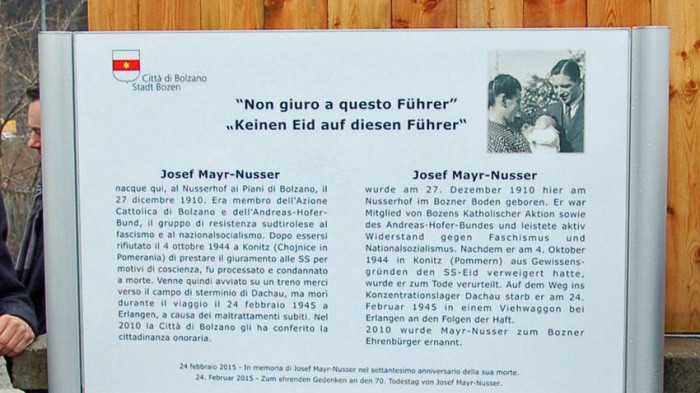 Città di Bolzano
Stadt Bozen
“Non giuro a questo Führer”
„Keinen Eid auf diesen Führer“
Josef Mayr-Nusser
nacque qui, al Nusserhof ai Piani di Bolzano, il
27 dicembre 1910. Era membro dell'Azione
Cattolica di Bolzano e dell'Andreas-Hofer-
Bund, il gruppo di resistenza sudtirolese al
fascismo e al nazionalsocialismo. Dopo essersi
rifiutato il 4 ottobre 1944 a Konitz (Chojnice in
Pomerania) di prestare il giuramento alle SS per
motivi di coscienza, fu processato e condannato
a morte. Venne quindi avviato su un treno merci
verso il campo di sterminio di Dachau, ma morì
durante il viaggio il 24 febbraio 1945 a
Erlangen, a causa dei maltrattamenti subiti. Nel
2010 la Città di Bolzano gli ha conferito la
cittadinanza onoraria.
Josef Mayr-Nusser
wurde am 27. Dezember 1910 hier am
Nusserhof im Bozner Boden geboren. Er war
Mitglied von Bozens Katholischer Aktion sowie
des Andreas-Hofer-Bundes und leistete aktiv
Widerstand gegen Faschismus und
Nationalsozialismus. Nachdem er am 4. Oktober
1944 in Konitz (Pommern) aus Gewissens-
gründen den SS-Eid verweigert hatte,
wurde er zum Tode verurteilt. Auf dem Weg ins
Konzentrationslager Dachau starb er am 24.
Februar 1945 in einem Viehwaggon bei
Erlangen an den Folgen der Haft.
2010 wurde Mayr-Nusser zum Bozner
Ehrenbürger ernannt.
24 febbraio 2015 - In memoria di Josef Mayr-Nusser nel settantesimo anniversario della sua morte.
24. Februar 2015 - Zum ehrenden Gedenken an den 70. Todestag von Josef Mayr-Nusser.